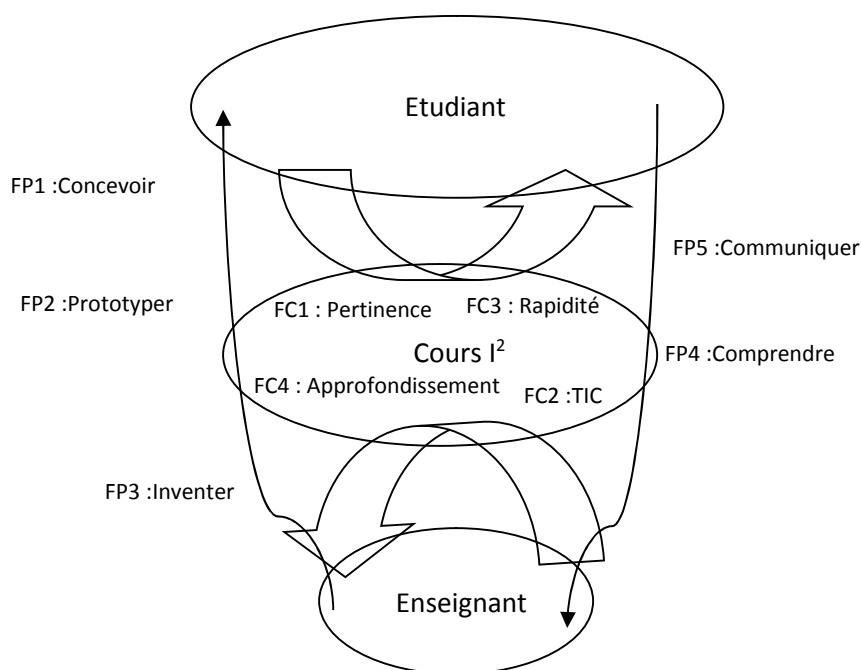 Etudiant
FP1 :Concevoir
FP5 :Communiquer
FP2 :Prototyper
FC1 : Pertinence
FC3 : Rapidité
Cours I²
FP4 :Comprendre
FC4 : Approfondissement
FC2 :TIC
FP3 :Inventer
Enseignant